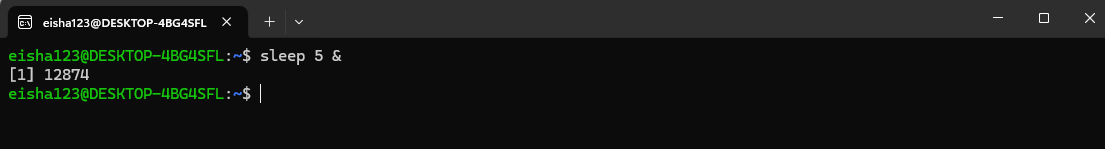 eisha123@DESKTOP-4BG4SFL
eisha123@DESKTOP-4BG4SFL:~$ sleep 5 &
[1] 12874
eisha123@DESKTOP-4BG4SFL:~$